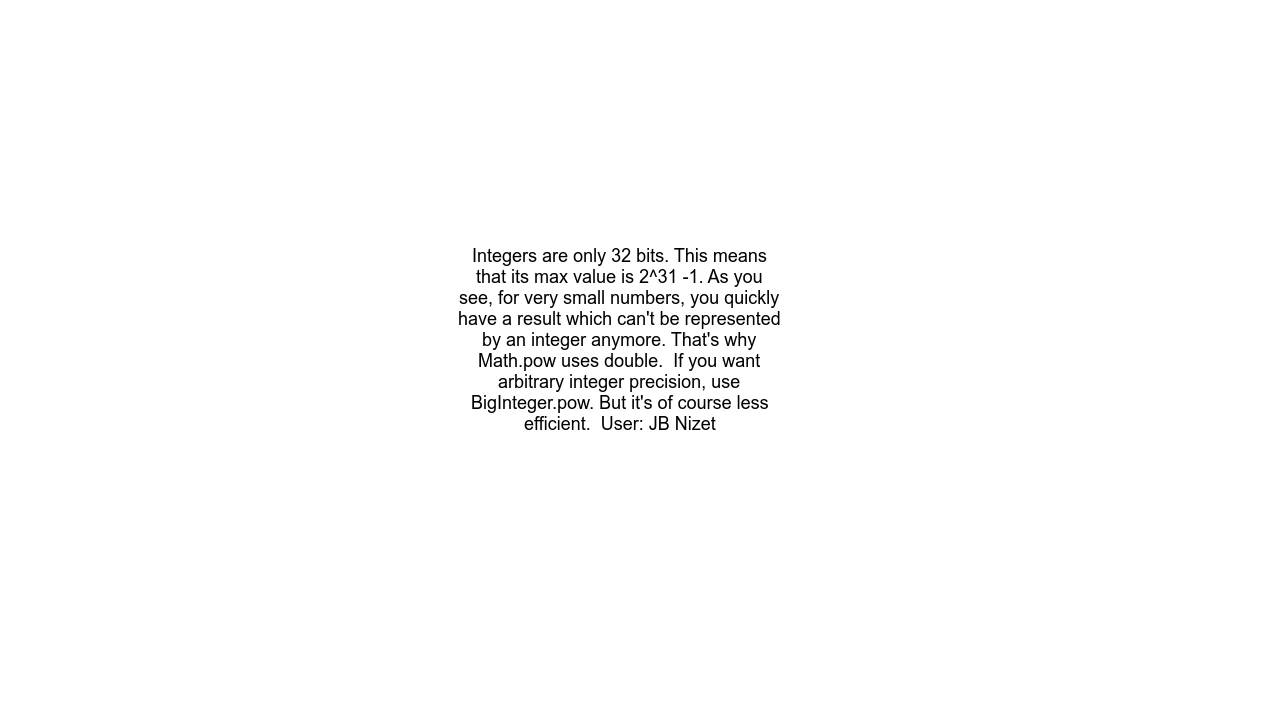 Integers are only 32 bits. This means
that its max value is 2^31 -1. As you
see, for very small numbers, you quickly
have a result which can't be represented
by an integer anymore. That's why
Math.pow uses double.  If you want
arbitrary integer precision, use
BigInteger.pow. But it's of course less
efficient.  User: JB Nizet